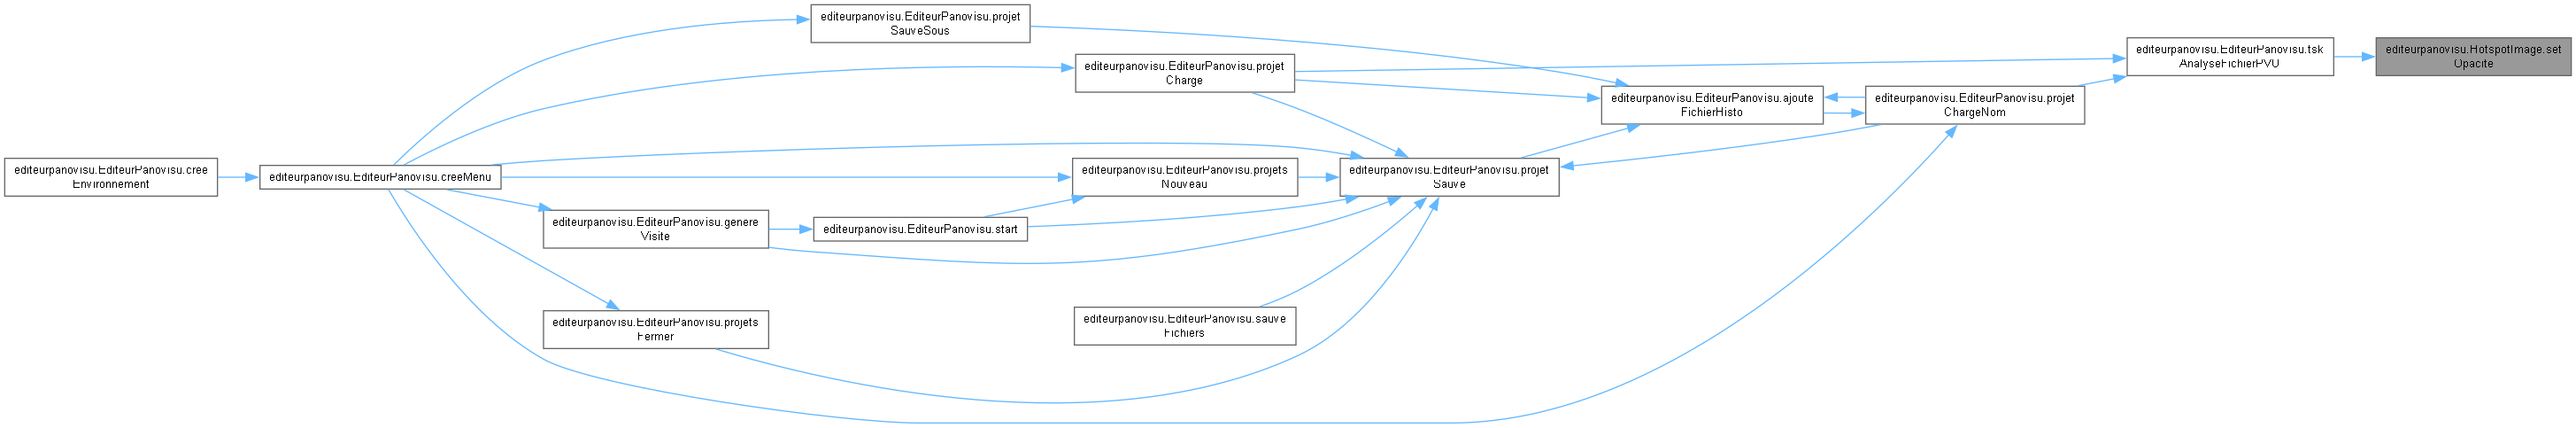 editeurpanovisu.EditeurPanovisu.cree
Environnement
editeurpanovisu.EditeurPanovisu.creeMenu
editeurpanovisu.EditeurPanovisu.projet
SauveSous
editeurpanovisu.EditeurPanovisu.genere
Visite
editeurpanovisu.EditeurPanovisu.projets
Fermer
editeurpanovisu.EditeurPanovisu.start
editeurpanovisu.EditeurPanovisu.projet
Charge
editeurpanovisu.EditeurPanovisu.projets
Nouveau
editeurpanovisu.EditeurPanovisu.sauve
Fichiers
editeurpanovisu.EditeurPanovisu.projet
Sauve
editeurpanovisu.EditeurPanovisu.ajoute
FichierHisto
editeurpanovisu.EditeurPanovisu.projet
ChargeNom
editeurpanovisu.EditeurPanovisu.tsk
AnalyseFichierPVU
editeurpanovisu.HotspotImage.set
Opacite